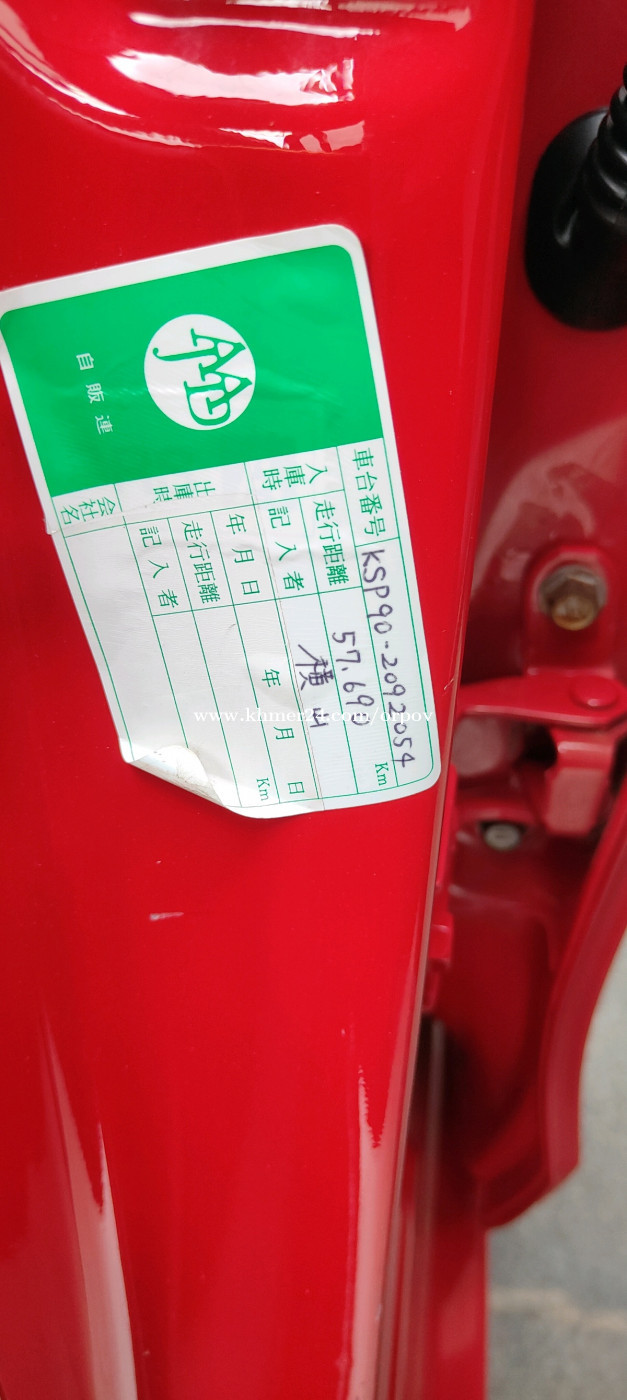 JADA
自販連
車台番号 KSP90-2092054
入庫時 走行距離 57,690 Km
記入者 横山
出庫時 年月日 年 月 日
走行距離 Km
記入者
会社名
www.khmer24.com/orpov